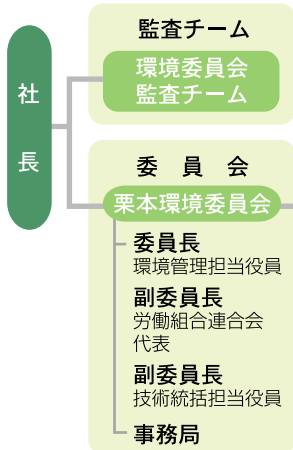 社長
監査チーム
環境委員会
監査チーム
委員会
栗本環境委員会
委員長
環境管理担当役員
副委員長
労働組合連合会
代表
副委員長
技術統括担当役員
事務局